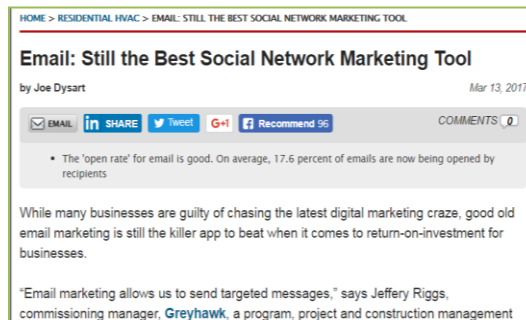 HOME > RESIDENTIAL HVAC > EMAIL: STILL THE BEST SOCIAL NETWORK MARKETING TOOL
Email: Still the Best Social Network Marketing Tool
by Joe Dysart Mar 13, 2017
EMAIL in SHARE Tweet G+1 f Recommend 96 COMMENTS 0
• The 'open rate' for email is good. On average, 17.6 percent of emails are now being opened by
recipients
While many businesses are guilty of chasing the latest digital marketing craze, good old
email marketing is still the killer app to beat when it comes to return-on-investment for
businesses.
“Email marketing allows us to send targeted messages,” says Jeffery Riggs,
commissioning manager, Greyhawk, a program, project and construction management